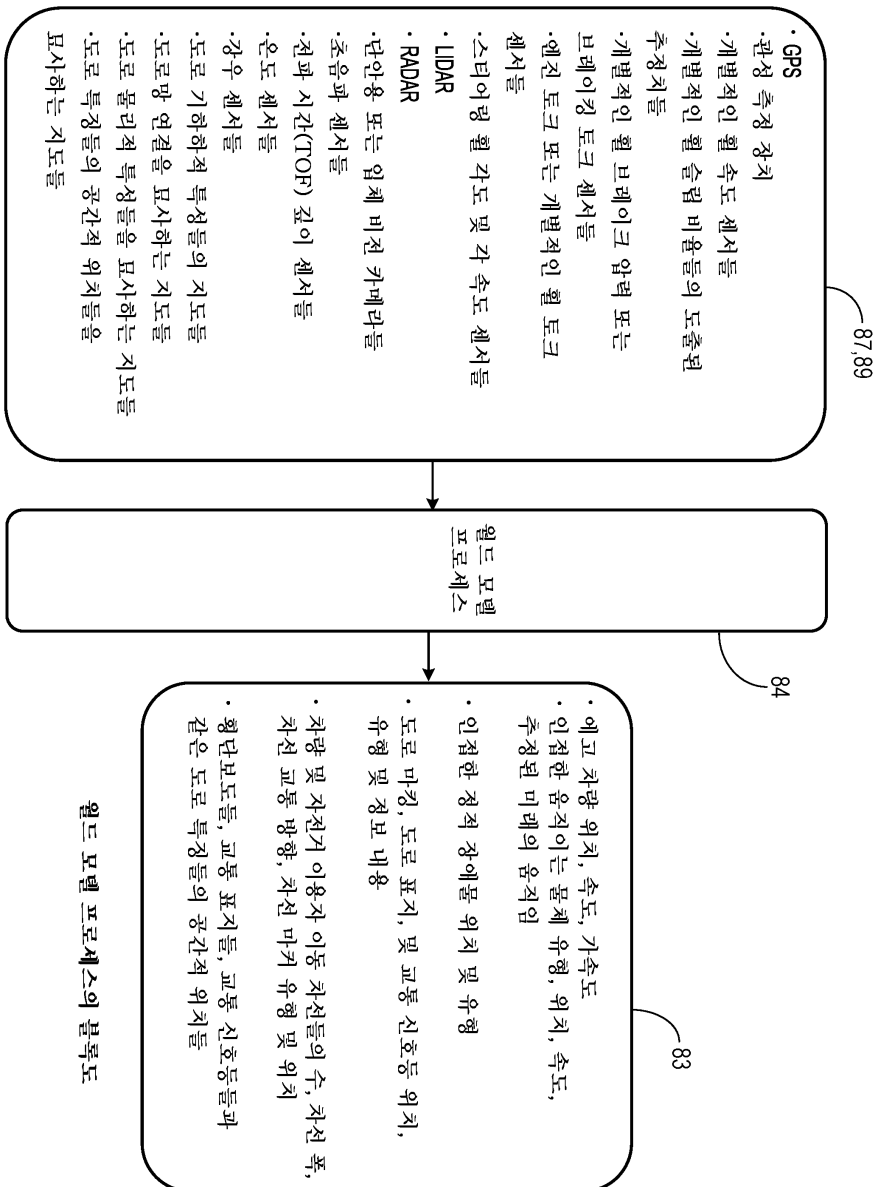 · GPS
· 관성 측정 장치
· 개별적인 휠 속도 센서들
· 개별적인 휠 슬립 비율들의 도출된
추정치들
· 개별적인 휠 브레이크 압력 또는
브레이킹 토크 센서들
· 엔진 토크 또는 개별적인 휠 토크
센서들
· 스티어링 휠 각도 및 각 속도 센서들
· LIDAR
· RADAR
· 단안용 또는 입체 비전 카메라들
· 초음파 센서들
· 전파 시간(TOF) 깊이 센서들
· 온도 센서들
· 강우 센서들
· 도로 기하학적 특성들의 지도들
· 도로망 연결을 묘사하는 지도들
· 도로 물리적 특성들을 묘사하는 지도들
· 도로 특징들의 공간적 위치들을
묘사하는 지도들
87,89
월드 모델
프로세스
84
· 에고 차량 위치, 속도, 가속도
· 인접한 움직이는 물체 유형, 위치, 속도,
추정된 미래의 움직임
· 인접한 정적 장애물 위치 및 유형
· 도로 마킹, 도로 표지, 및 교통 신호등 위치,
유형 및 정보 내용
· 차량 및 자전거 이용자 이동 차선들의 수, 차선 폭,
차선 교통 방향, 차선 마커 유형 및 위치
· 횡단보도들, 교통 표지들, 교통 신호등들과
같은 도로 특징들의 공간적 위치들
83
월드 모델 프로세스의 블록도